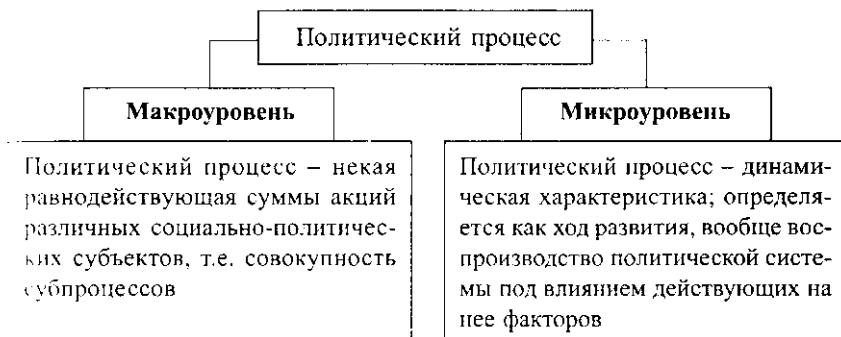 Политический процесс
Макроуровень
Политический процесс – некая
равнодействующая суммы акций
различных социально-политичес-
ких субъектов, т.е. совокупность
субпроцессов
Микроуровень
Политический процесс – динами-
ческая характеристика; определя-
ется как ход развития, вообще вос-
производство политической систе-
мы под влиянием действующих на
нее факторов